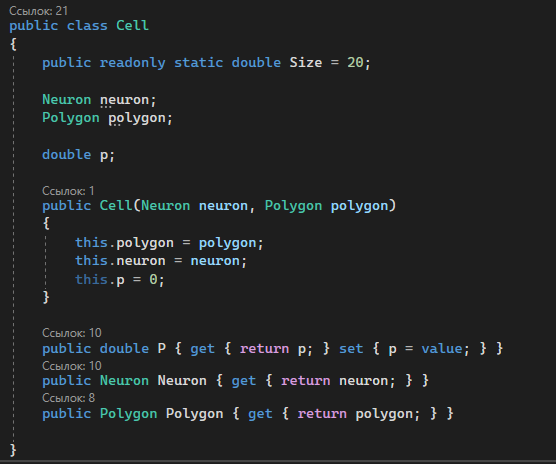 Ссылок: 21
public class Cell
{
public readonly static double Size = 20;
Neuron neuron;
Polygon polygon;
double p;
Ссылок: 1
public Cell(Neuron neuron, Polygon polygon)
{
this.polygon = polygon;
this.neuron = neuron;
this.p = 0;
}
Ссылок: 10
public double P { get { return p; } set { p = value; } }
Ссылок: 10
public Neuron Neuron { get { return neuron; } }
Ссылок: 8
public Polygon Polygon { get { return polygon; } }
}